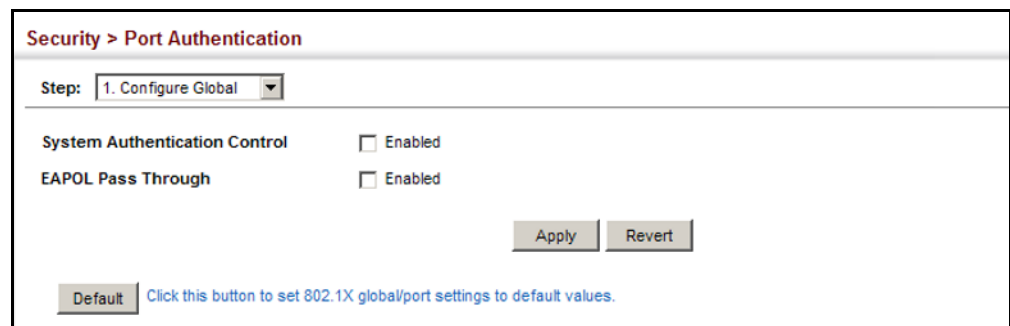 Security > Port Authentication
Step: 1. Configure Global
System Authentication Control Enabled
EAPOL Pass Through Enabled
Apply Revert
Default Click this button to set 802.1X global/port settings to default values.